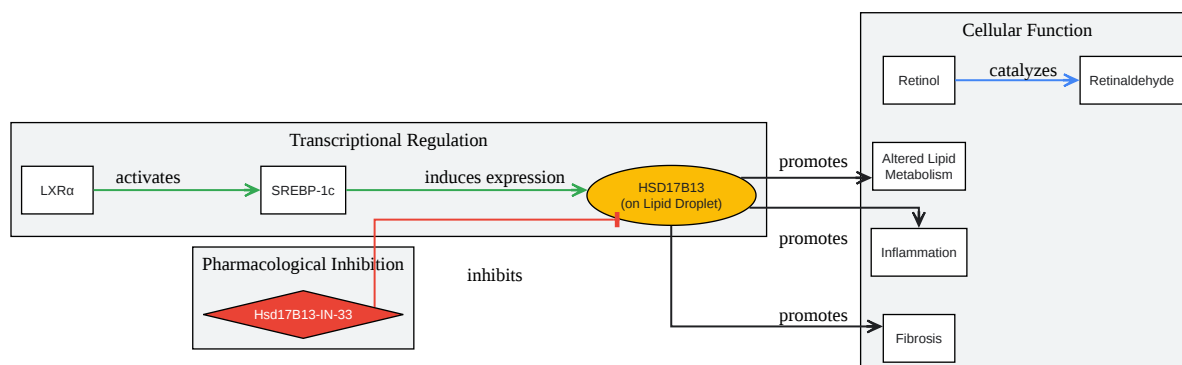 Cellular Function
Retinol
catalyzes
Retinaldehyde
Transcriptional Regulation
LXRα
activates
SREBP-1c
induces expression
HSD17B13
(on Lipid Droplet)
promotes
Altered Lipid
Metabolism
promotes
Inflammation
Pharmacological Inhibition
Hsd17B13-IN-33
inhibits
promotes
Fibrosis